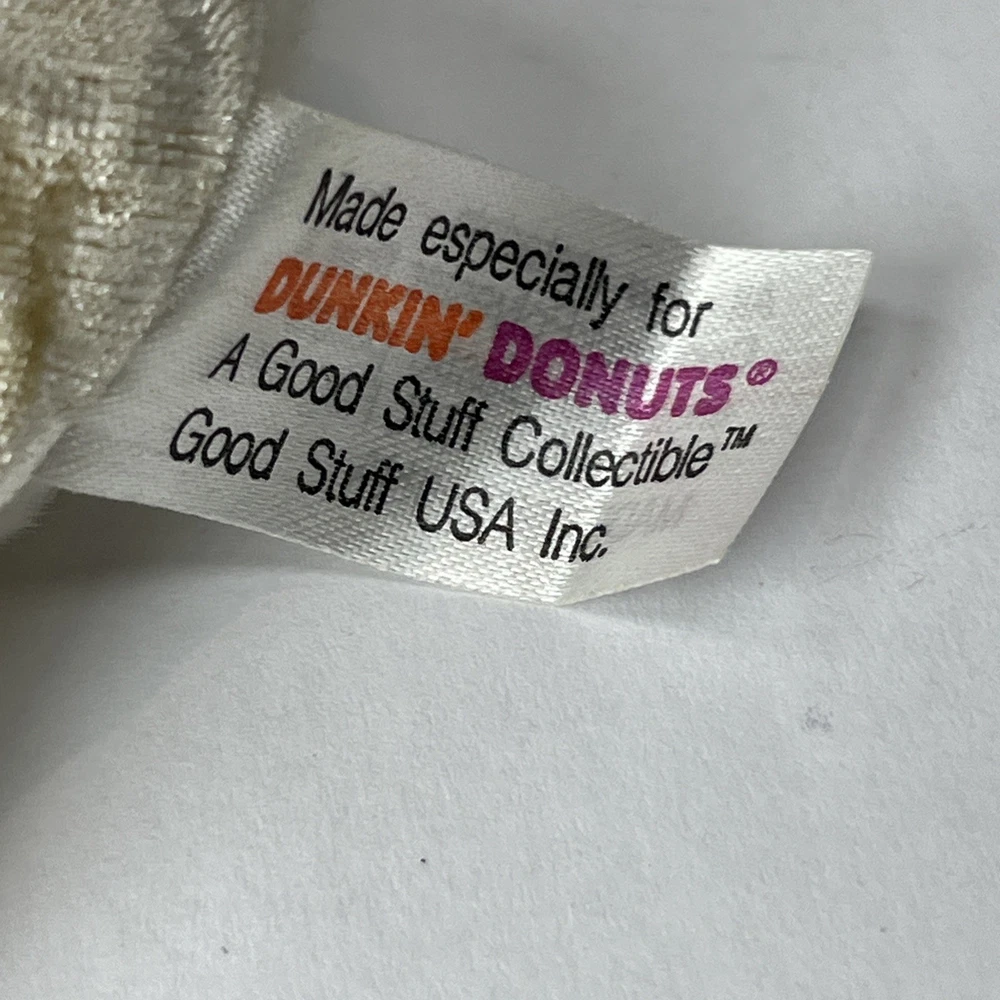 Made especially for
DUNKIN' DONUTS®
A Good Stuff Collectible™
Good Stuff USA Inc.